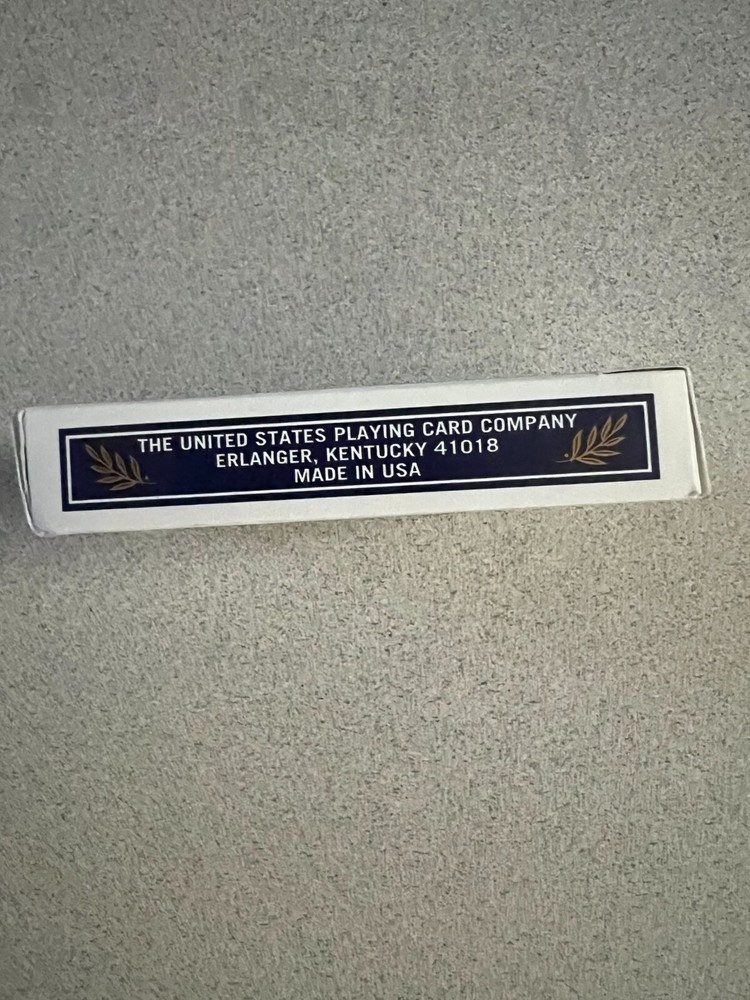 THE UNITED STATES PLAYING CARD COMPANY
ERLANGER, KENTUCKY 41018
MADE IN USA